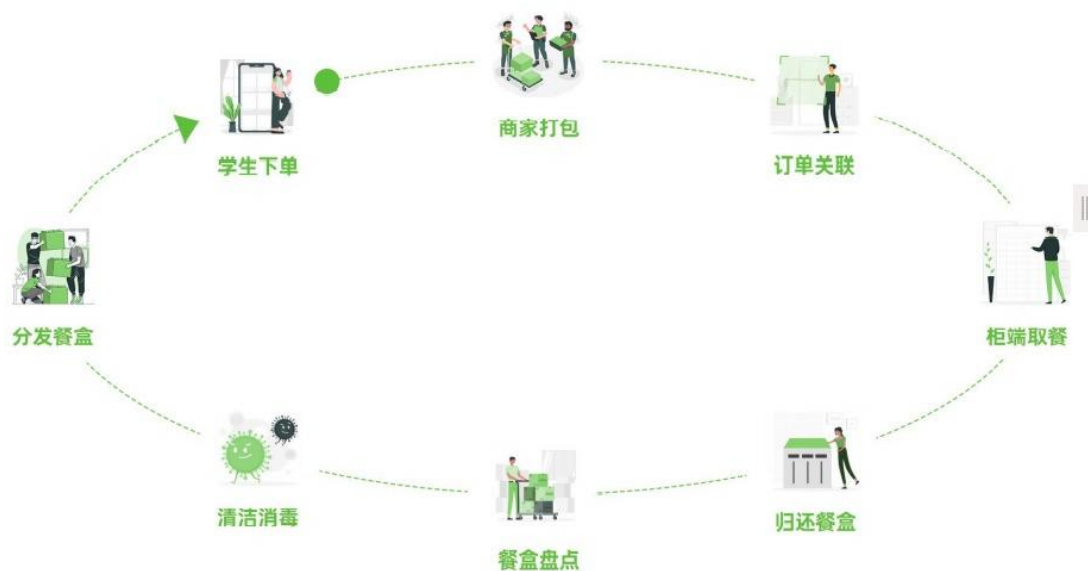 学生下单
商家打包
订单关联
柜端取餐
归还餐盒
餐盒盘点
清洁消毒
分发餐盒